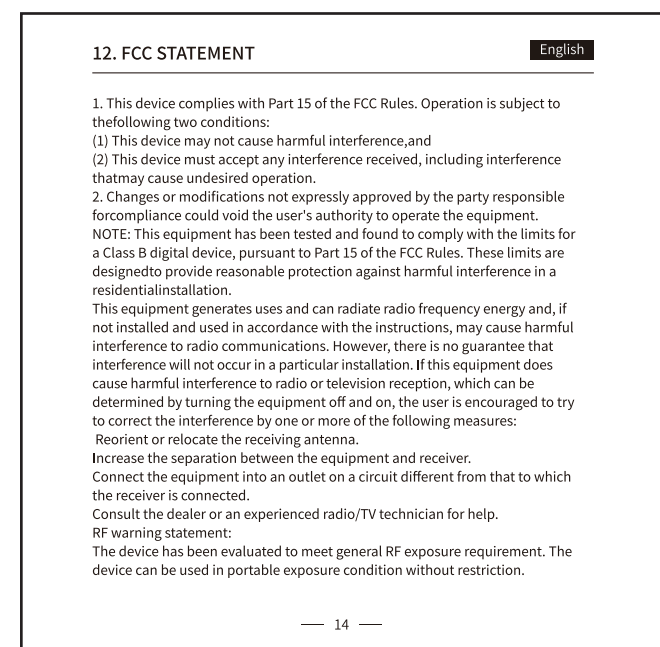 12. FCC STATEMENT
English
1. This device complies with Part 15 of the FCC Rules. Operation is subject to
thefollowing two conditions:
(1) This device may not cause harmful interference,and
(2) This device must accept any interference received, including interference
thatmay cause undesired operation.
2. Changes or modifications not expressly approved by the party responsible
forcompliance could void the user's authority to operate the equipment.
NOTE: This equipment has been tested and found to comply with the limits for
a Class B digital device, pursuant to Part 15 of the FCC Rules. These limits are
designedto provide reasonable protection against harmful interference in a
residentialinstallation.
This equipment generates uses and can radiate radio frequency energy and, if
not installed and used in accordance with the instructions, may cause harmful
interference to radio communications. However, there is no guarantee that
interference will not occur in a particular installation. If this equipment does
cause harmful interference to radio or television reception, which can be
determined by turning the equipment off and on, the user is encouraged to try
to correct the interference by one or more of the following measures:
Reorient or relocate the receiving antenna.
Increase the separation between the equipment and receiver.
Connect the equipment into an outlet on a circuit different from that to which
the receiver is connected.
Consult the dealer or an experienced radio/TV technician for help.
RF warning statement:
The device has been evaluated to meet general RF exposure requirement. The
device can be used in portable exposure condition without restriction.
14